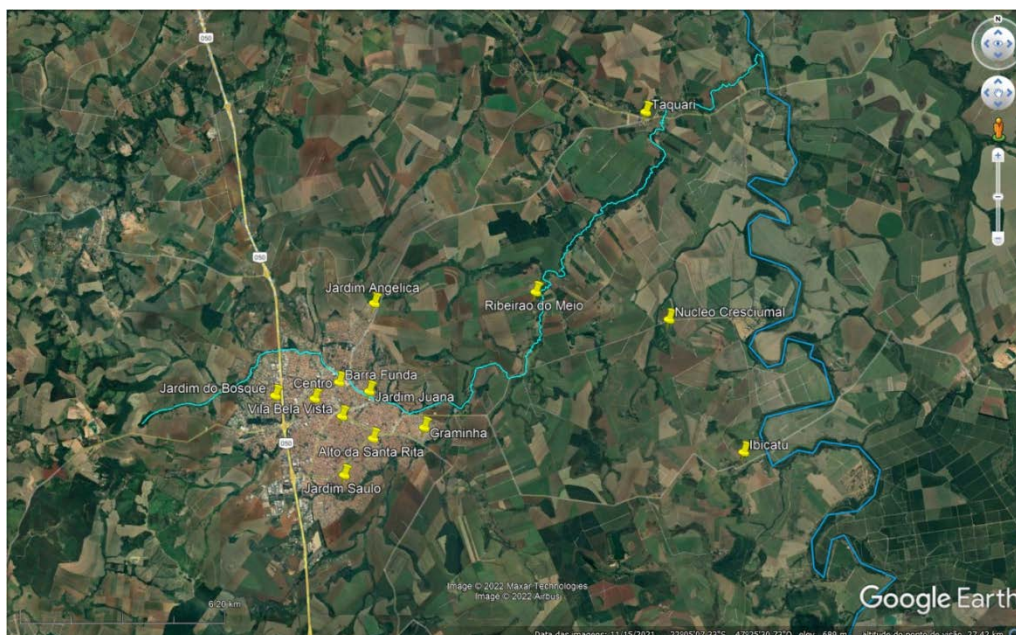 N
050
Taquari
050
Jardim Angelica
Ribeirao do Meio
Nucleo Cresciumal
Barra Funda
Centro
Jardim do Bosque
Jardim Juana
Vila Bela Vista
Graminha
050
Ibicatu
Alto da Santa Rita
Jardim Saulo
Image © 2022 Maxar Technologies
Image © 2022 Airbus
Google Earth
6.20 km